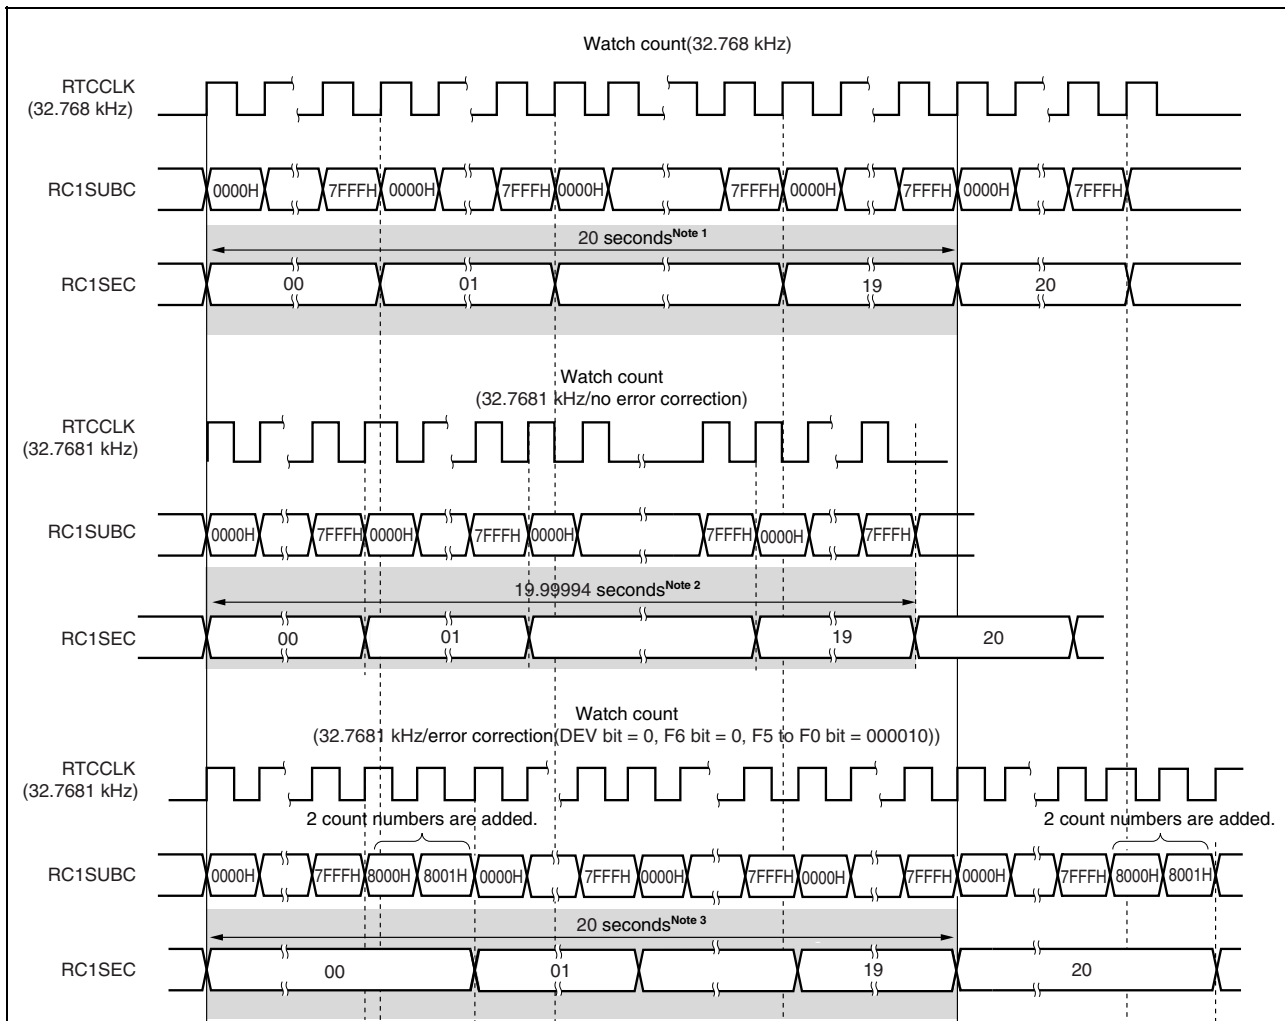 Watch count(32.768 kHz)
RTCCLK
(32.768 kHz)
RC1SUBC
0000H 7FFFH 0000H 7FFFH 0000H 7FFFH 0000H 7FFFH 0000H 7FFFH
20 seconds Note 1
RC1SEC
00 01 19 20
Watch count
(32.7681 kHz/no error correction)
RTCCLK
(32.7681 kHz)
RC1SUBC
0000H 7FFFH 0000H 7FFFH 0000H 7FFFH 0000H 7FFFH
19.99994 seconds Note 2
RC1SEC
00 01 19 20
Watch count
(32.7681 kHz/error correction(DEV bit = 0, F6 bit = 0, F5 to F0 bit = 000010))
RTCCLK
(32.7681 kHz)
2 count numbers are added. 2 count numbers are added.
RC1SUBC
0000H 7FFFH 8000H 8001H 0000H 7FFFH 0000H 7FFFH 0000H 7FFFH 0000H 7FFFH 8000H 8001H
20 seconds Note 3
RC1SEC
00 01 19 20